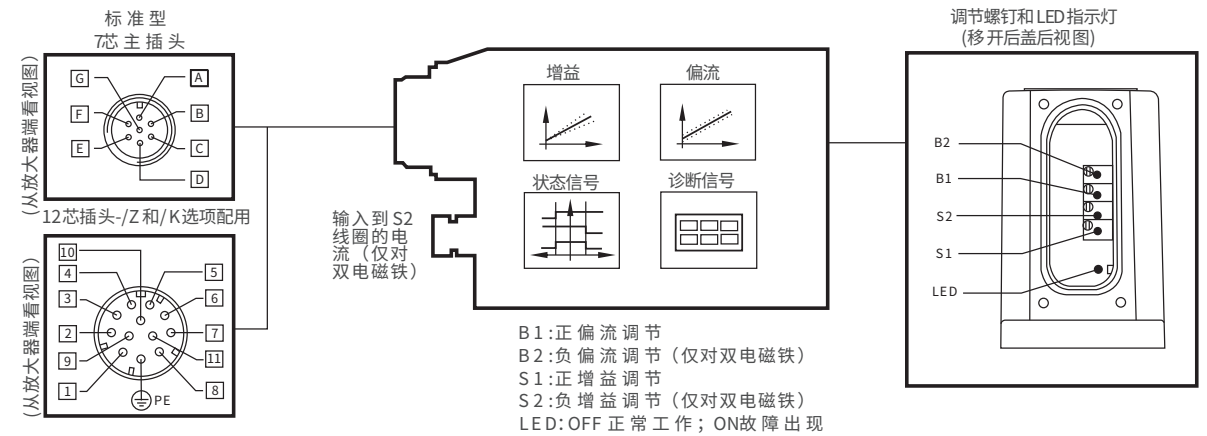 标准型
7芯主插头
(从放大器端看视图)
G
A
F
B
E
C
D
12芯插头-/Z和/K选项配用
(从放大器端看视图)
10
4
5
3
6
2
7
9
11
1
8
PE
增益
偏流
状态信号
诊断信号
输入到S2
线圈的电
流（仅对
双电磁铁）
B1:正偏流调节
B2:负偏流调节（仅对双电磁铁）
S1:正增益调节
S2:负增益调节（仅对双电磁铁）
LED:OFF 正常工作；ON故障出现
调节螺钉和LED指示灯
(移开后盖后视图)
B2
B1
S2
S1
LED